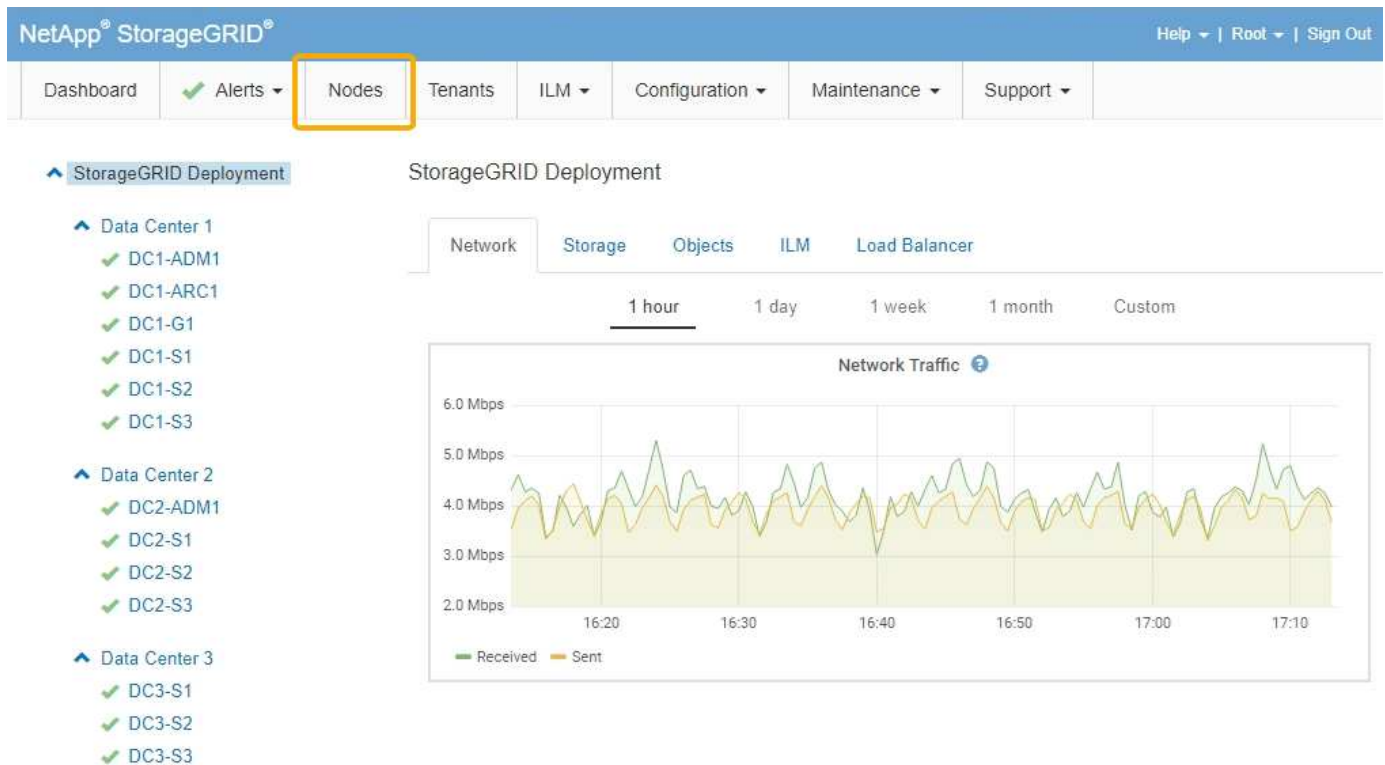 NetApp® StorageGRID®
Help | Root | Sign Out
Dashboard Alerts Nodes Tenants ILM Configuration Maintenance Support
StorageGRID Deployment
Data Center 1
DC1-ADM1
DC1-ARC1
DC1-G1
DC1-S1
DC1-S2
DC1-S3
Data Center 2
DC2-ADM1
DC2-S1
DC2-S2
DC2-S3
Data Center 3
DC3-S1
DC3-S2
DC3-S3
StorageGRID Deployment
Network Storage Objects ILM Load Balancer
1 hour 1 day 1 week 1 month Custom
Network Traffic ?
6.0 Mbps
5.0 Mbps
4.0 Mbps
3.0 Mbps
2.0 Mbps
16:20 16:30 16:40 16:50 17:00 17:10
Received Sent